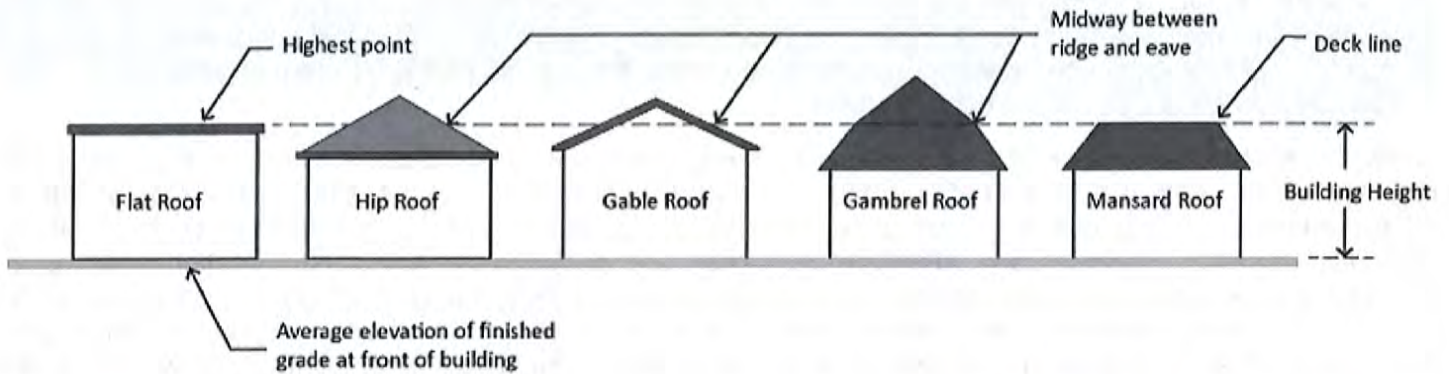 Highest point
Midway between
ridge and eave
Deck line
Flat Roof
Hip Roof
Gable Roof
Gambrel Roof
Mansard Roof
Building Height
Average elevation of finished
grade at front of building